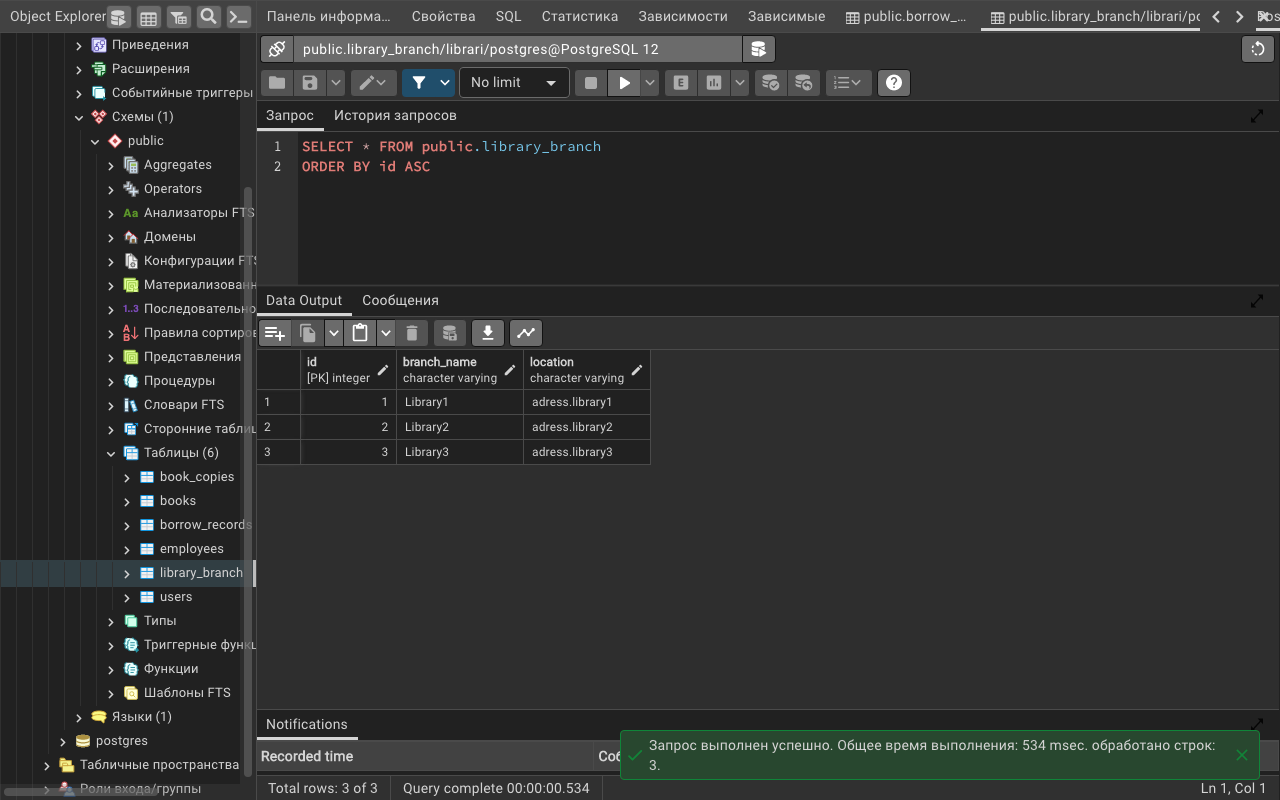 Object Explorer
Панель информа...
Свойства
SQL
Статистика
Зависимости
Зависимые
public.borrow_...
public.library_branch/librari/po
public.library_branch/librari/postgres@PostgreSQL 12
No limit
E
Запрос
История запросов
1 SELECT * FROM public.library_branch
2 ORDER BY id ASC
Приведения
Расширения
Событийные триггеры
Схемы (1)
public
Aggregates
Operators
Aa Анализаторы FTS
Домены
Конфигурации FTS
Материализованн
1..3 Последовательно
Правила сортиров
Представления
Процедуры
Словари FTS
Сторонние таблиц
Таблицы (6)
book_copies
books
borrow_records
employees
library_branch
users
Типы
Триггерные функц
Функции
Шаблоны FTS
Языки (1)
postgres
Табличные пространства
Роли входа/группы
Data Output
Сообщения
id
[PK] integer
branch_name
character varying
location
character varying
1 1 Library1 adress.library1
2 2 Library2 adress.library2
3 3 Library3 adress.library3
Notifications
Recorded time
Запрос выполнен успешно. Общее время выполнения: 534 msec. обработано строк:
3.
Total rows: 3 of 3
Query complete 00:00:00.534
Ln 1, Col 1